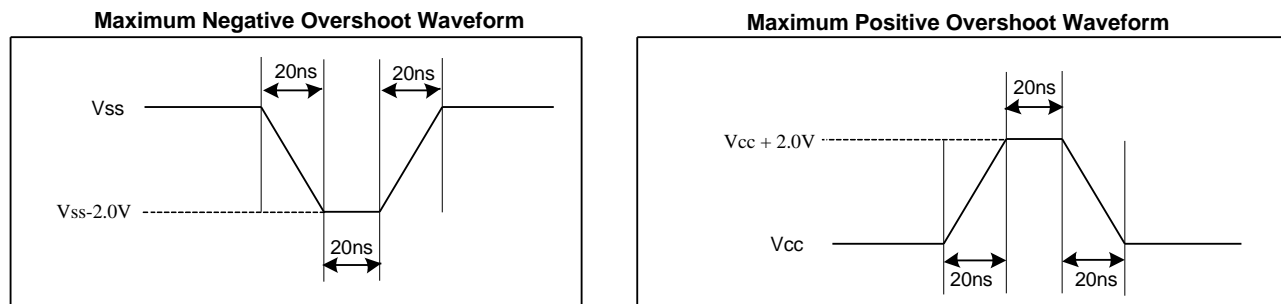 Maximum Negative Overshoot Waveform
20ns
20ns
Vss
Vss-2.0V
20ns
Maximum Positive Overshoot Waveform
20ns
Vcc + 2.0V
Vcc
20ns
20ns